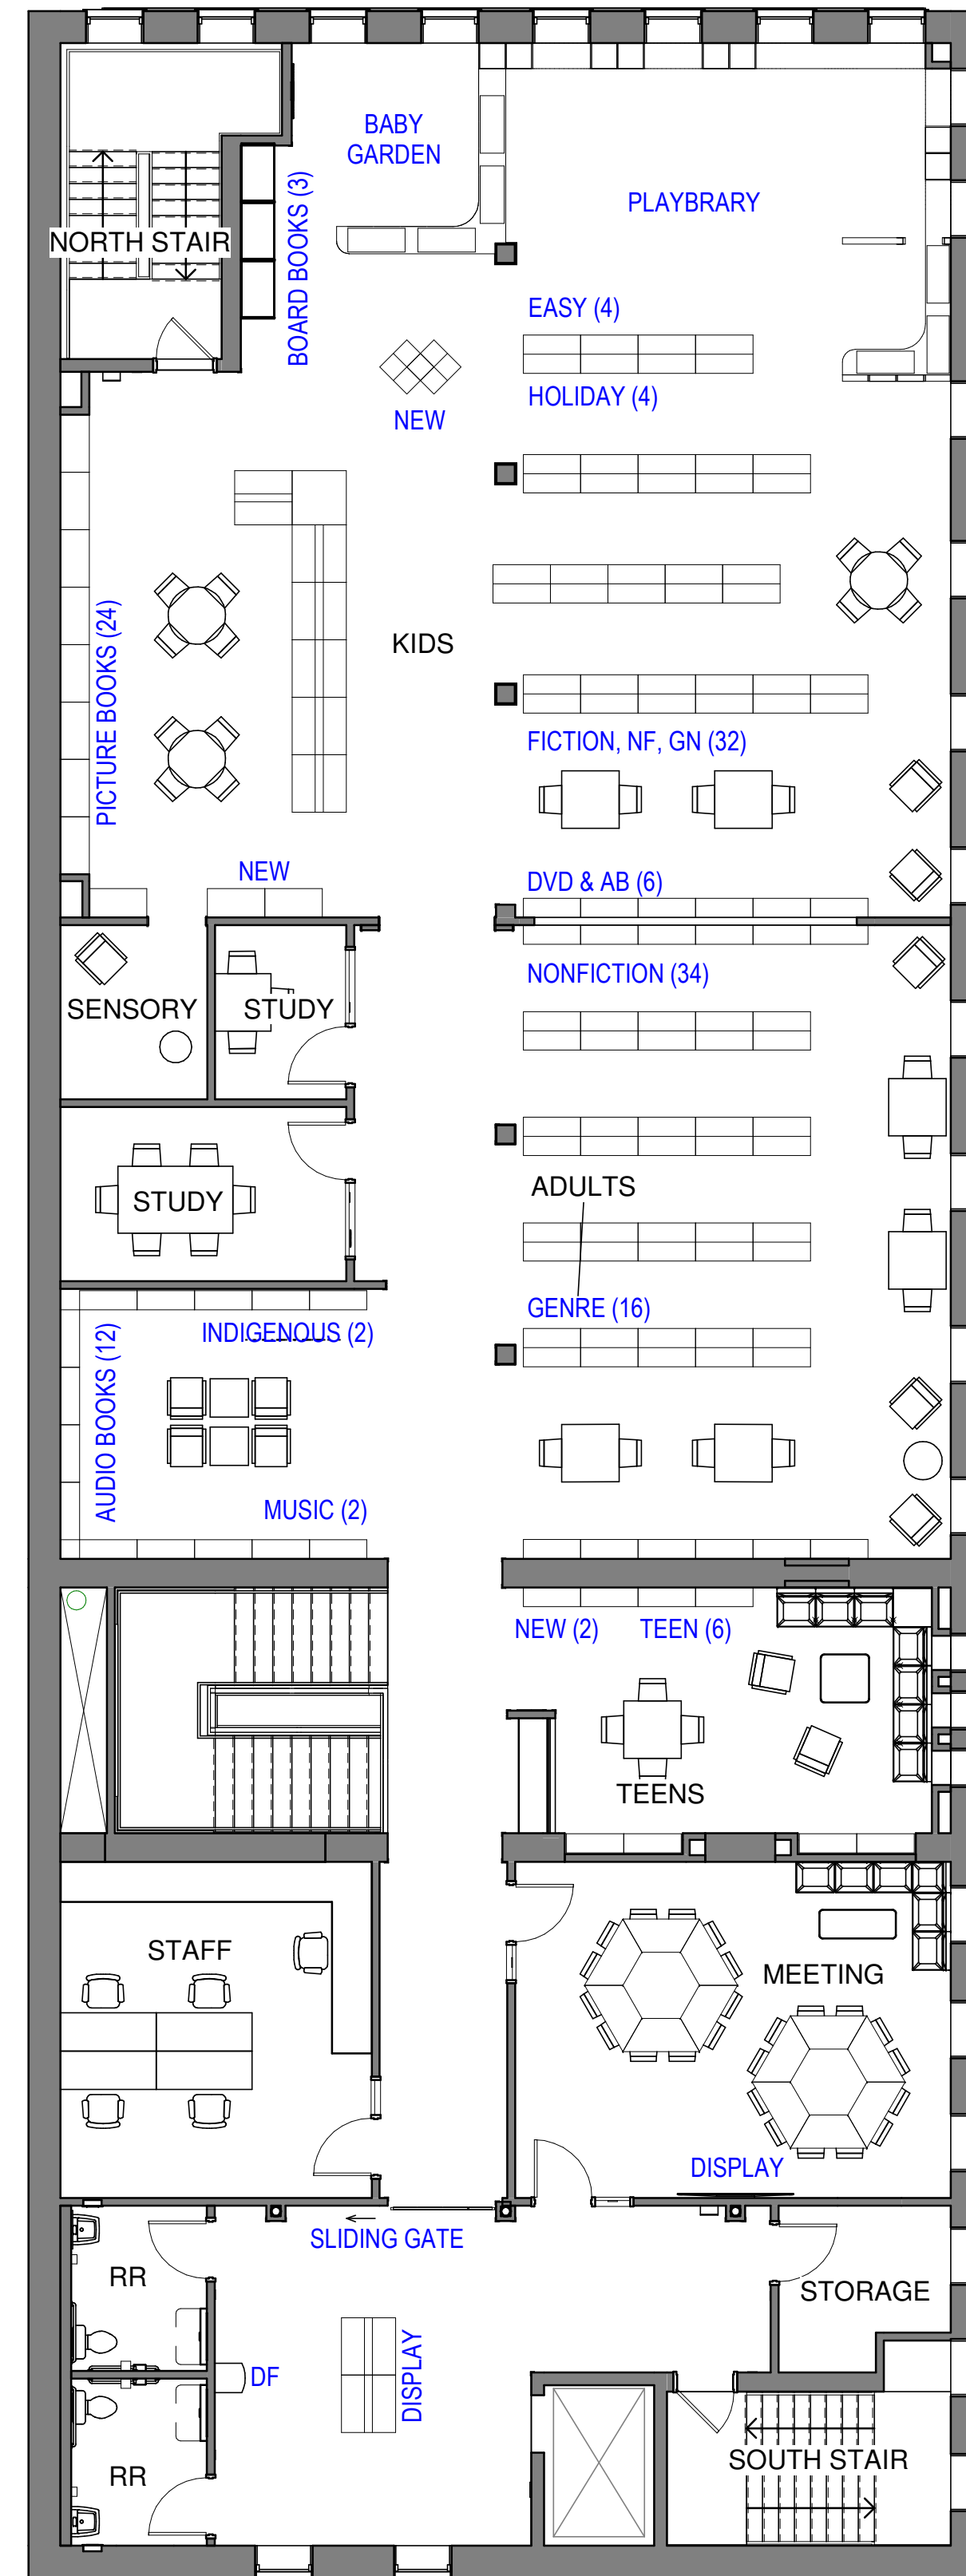 BABY
GARDEN
PLAYBRARY
NORTH STAIR
BOARD BOOKS (3)
EASY (4)
HOLIDAY (4)
NEW
KIDS
PICTURE BOOKS (24)
FICTION, NF, GN (32)
NEW
DVD & AB (6)
NONFICTION (34)
SENSORY
STUDY
STUDY
ADULTS
GENRE (16)
INDIGENOUS (2)
AUDIO BOOKS (12)
MUSIC (2)
NEW (2)
TEEN (6)
TEENS
STAFF
MEETING
DISPLAY
SLIDING GATE
RR
STORAGE
DF
DISPLAY
SOUTH STAIR
RR